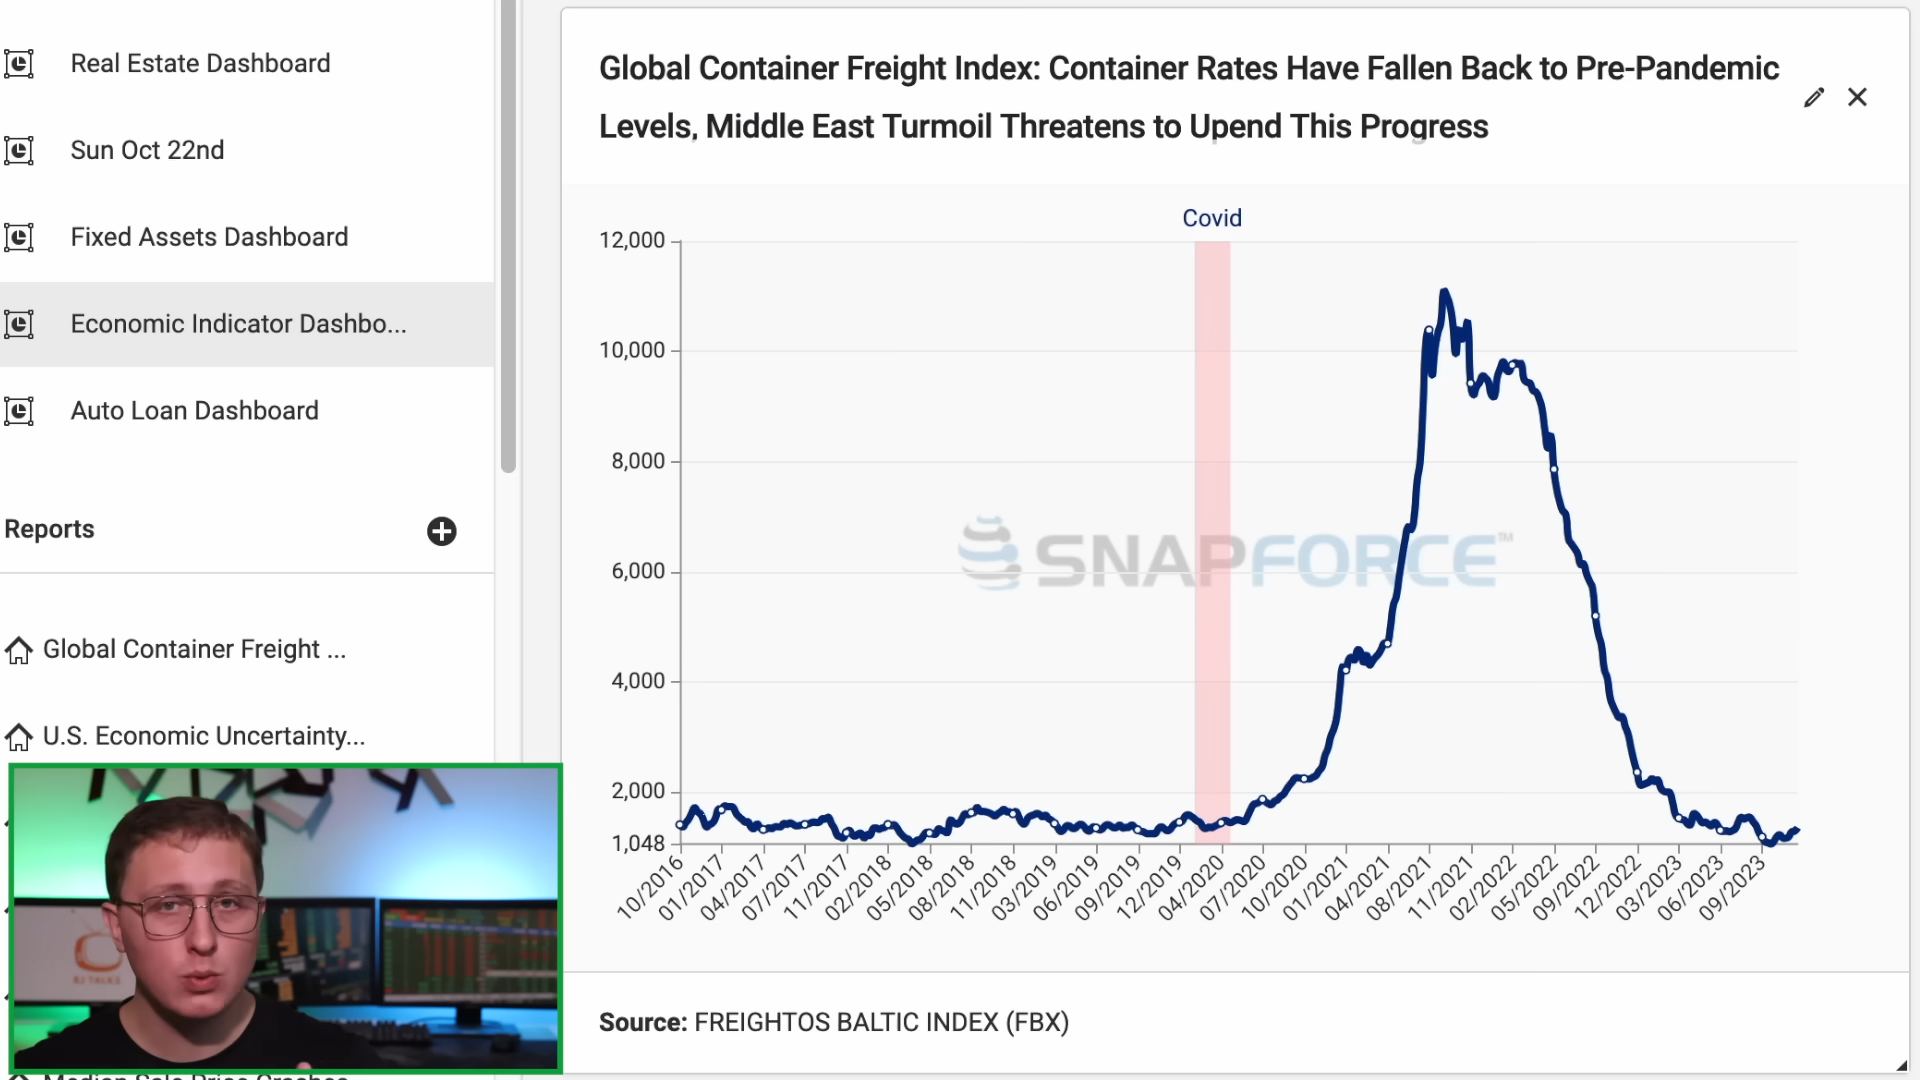 Real Estate Dashboard
Sun Oct 22nd
Fixed Assets Dashboard
Economic Indicator Dashbo...
Auto Loan Dashboard
Reports
Global Container Freight ...
U.S. Economic Uncertainty...
Global Container Freight Index: Container Rates Have Fallen Back to Pre-Pandemic
Levels, Middle East Turmoil Threatens to Upend This Progress
Covid
12,000
10,000
8,000
6,000
4,000
2,000
1,048
SNAPFORCE™
10/2016
01/2017
04/2017
07/2017
11/2017
02/2018
05/2018
08/2018
11/2018
03/2019
06/2019
09/2019
12/2019
04/2020
07/2020
10/2020
01/2021
04/2021
08/2021
11/2021
02/2022
05/2022
09/2022
12/2022
03/2023
06/2023
09/2023
Source: FREIGHTOS BALTIC INDEX (FBX)